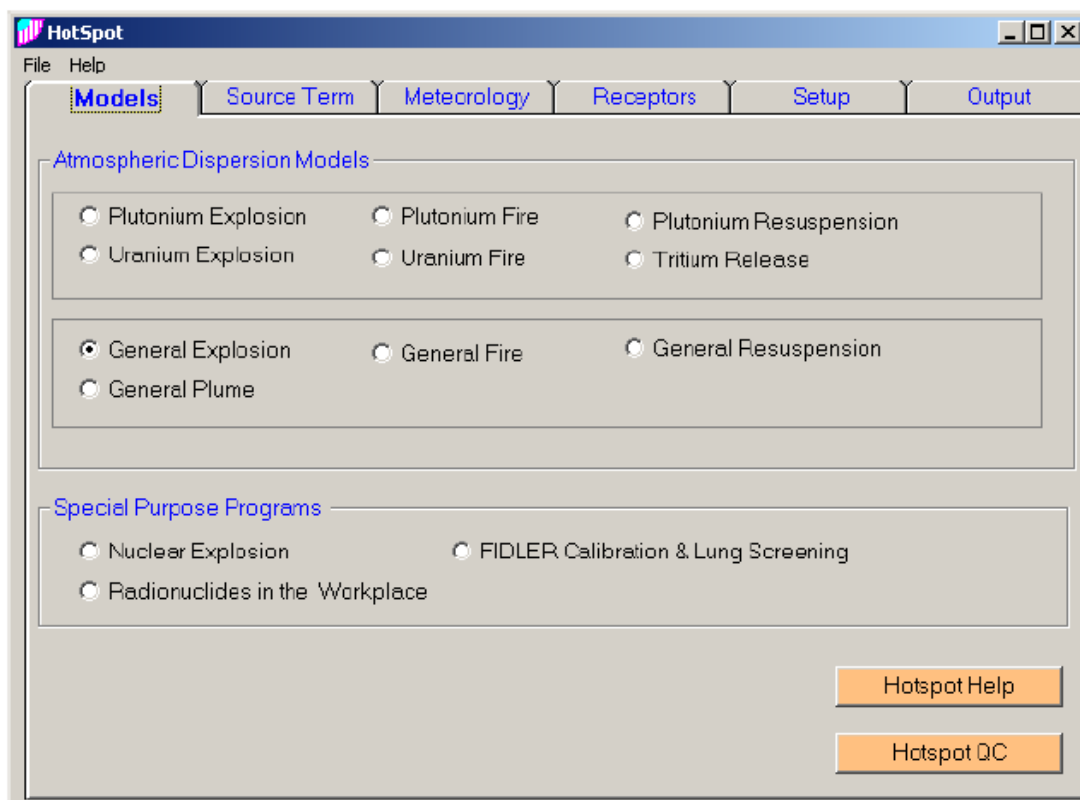 HotSpot
File Help
Models Source Term Meteorology Receptors Setup Output
Atmospheric Dispersion Models
Plutonium Explosion Plutonium Fire Plutonium Resuspension
Uranium Explosion Uranium Fire Tritium Release
General Explosion General Fire General Resuspension
General Plume
Special Purpose Programs
Nuclear Explosion FIDLER Calibration & Lung Screening
Radionuclides in the Workplace
Hotspot Help
Hotspot QC